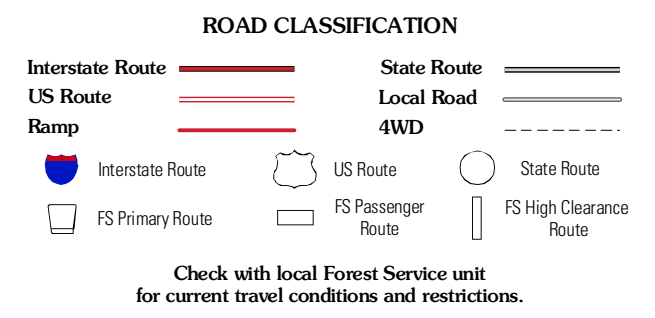 ROAD CLASSIFICATION
Interstate Route
State Route
US Route
Local Road
Ramp
4WD
Interstate Route
US Route
State Route
FS Primary Route
FS Passenger
Route
FS High Clearance
Route
Check with local Forest Service unit
for current travel conditions and restrictions.